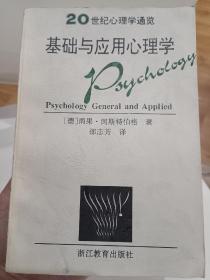 20世纪心理学通览
基础与应用心理学
Psychology
Psychology General and Applied
[德]雨果·闵斯特伯格 著
邵志芳 译
浙江教育出版社